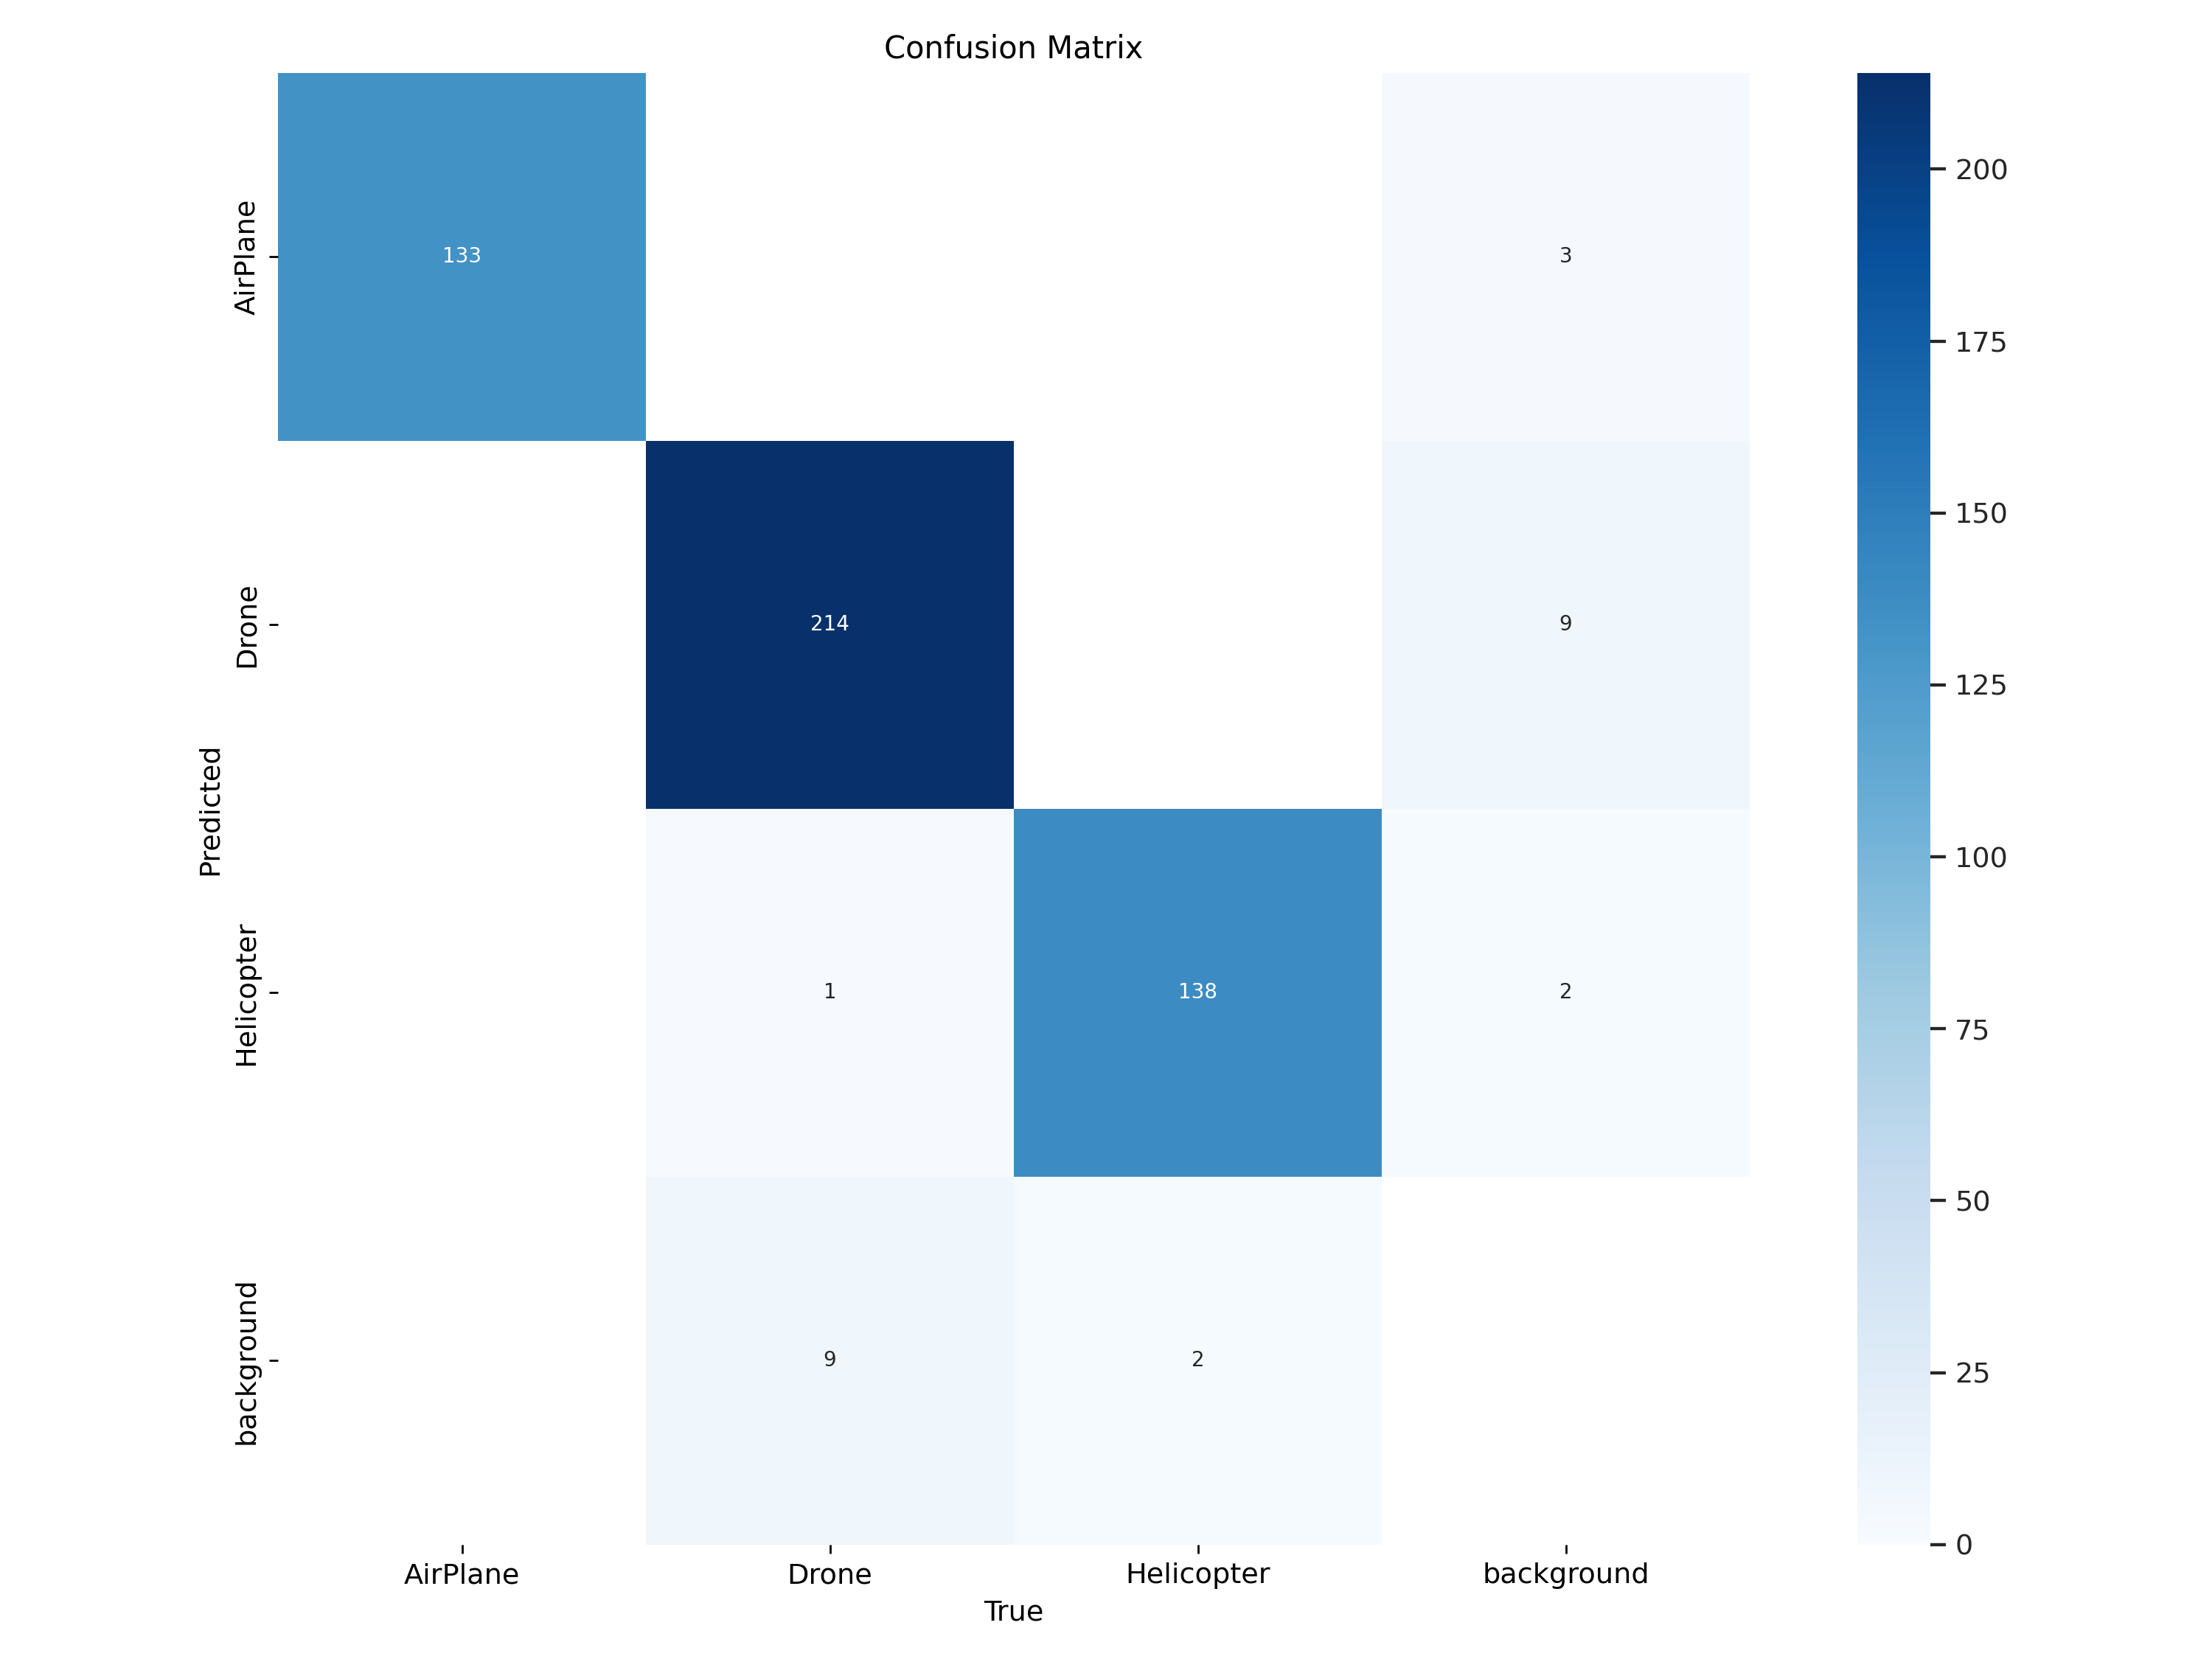 Confusion Matrix
AirPlane
Drone
Helicopter
background
Predicted
133
3
214
9
1
138
2
9
2
AirPlane
Drone
Helicopter
background
True
200
175
150
125
100
75
50
25
0